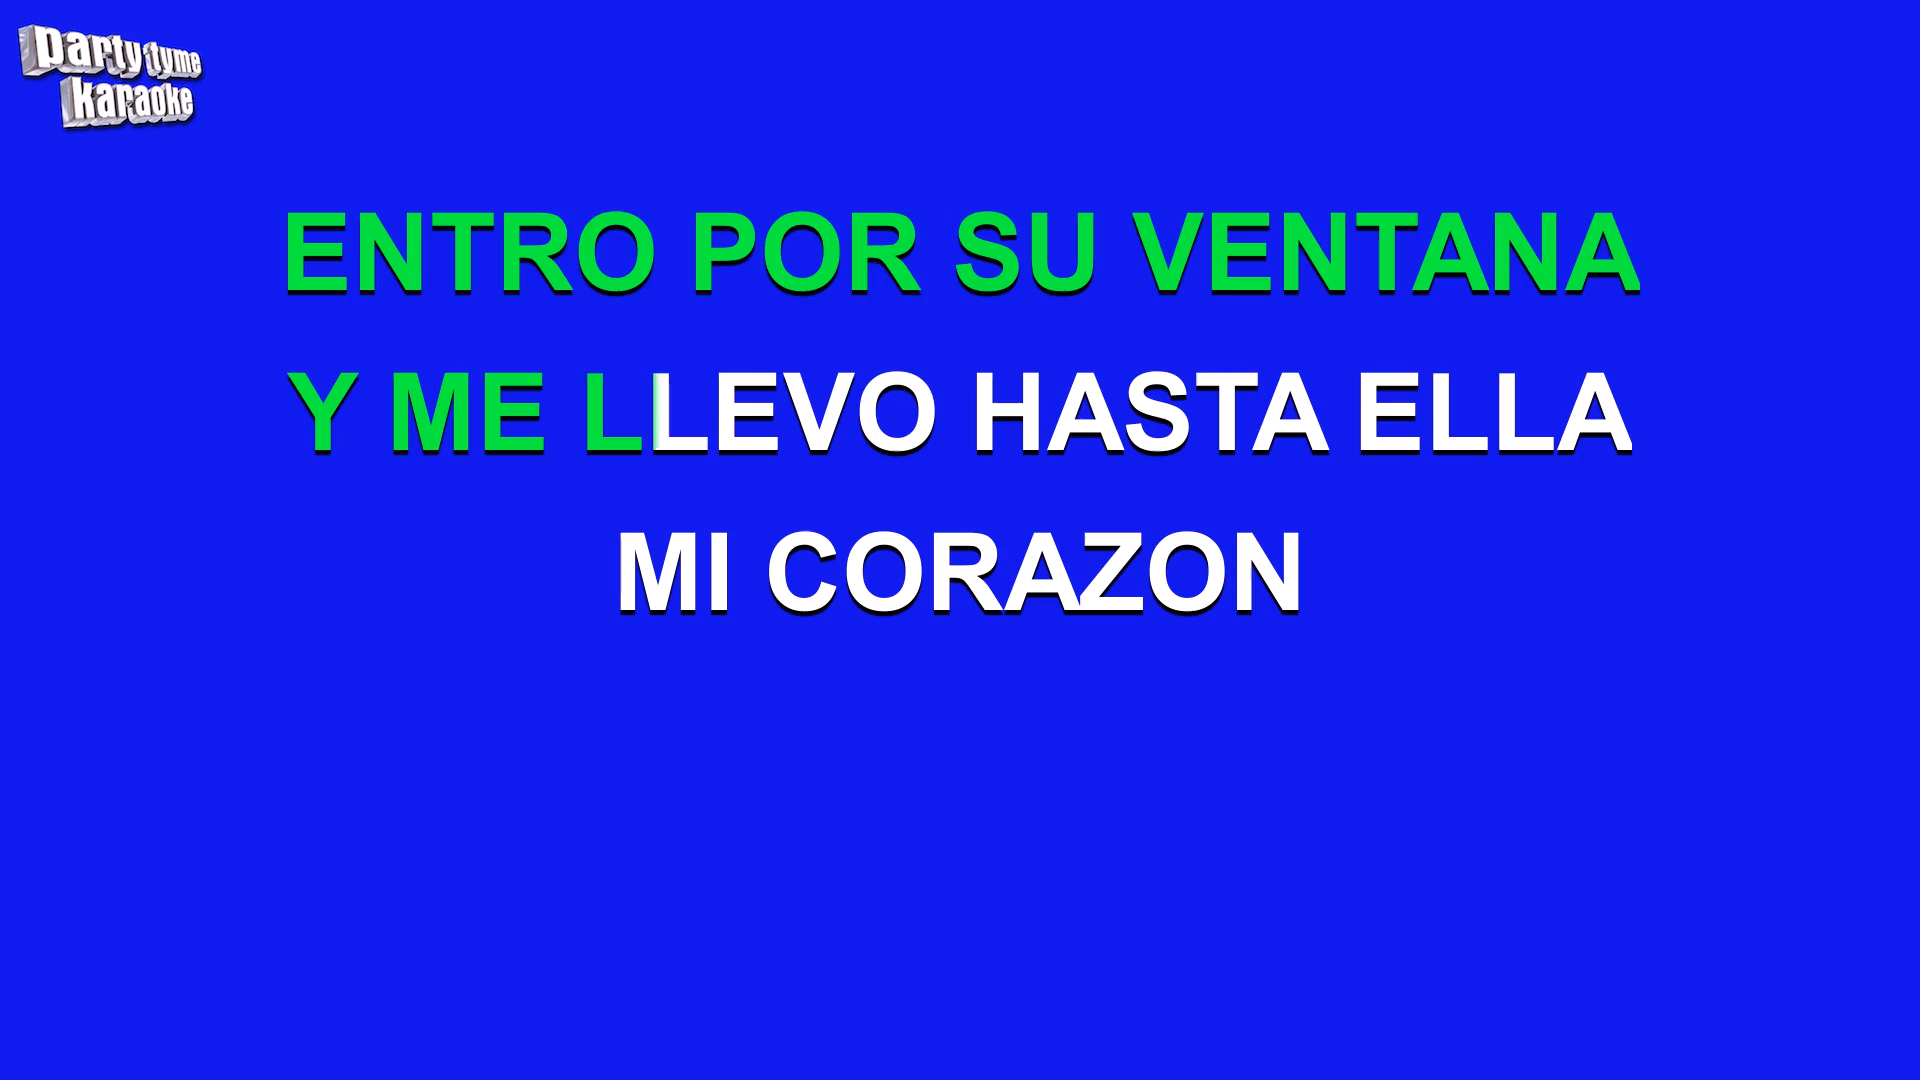 party tyme
karaoke
ENTRO POR SU VENTANA
Y ME LLEVO HASTA ELLA
MI CORAZON